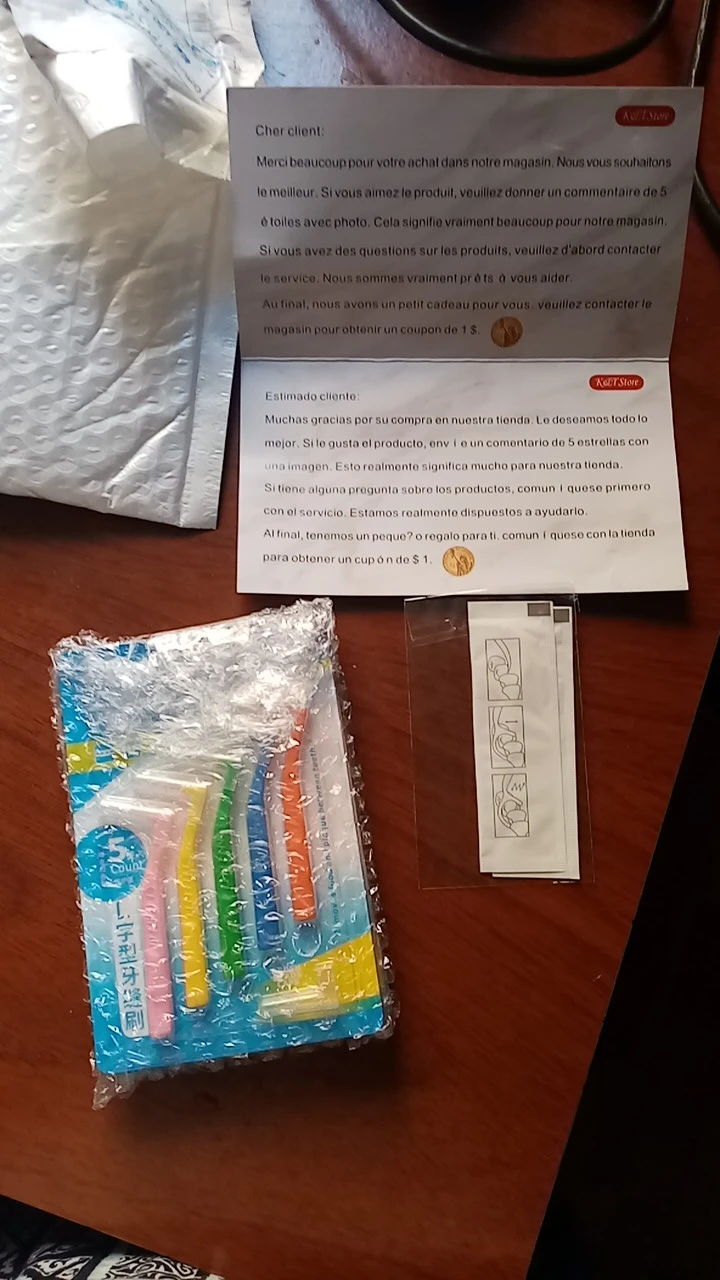 K&T Store
Cher client:
Merci beaucoup pour votre achat dans notre magasin. Nous vous souhaitons
le meilleur. Si vous aimez le produit, veuillez donner un commentaire de 5
é toiles avec photo. Cela signifie vraiment beaucoup pour notre magasin.
Si vous avez des questions sur les produits, veuillez d'abord contacter
le service. Nous sommes vraiment pr ê ts à vous aider.
Au final, nous avons un petit cadeau pour vous. veuillez contacter le
magasin pour obtenir un coupon de 1 $.
K&T Store
Estimado cliente:
Muchas gracias por su compra en nuestra tienda. Le deseamos todo lo
mejor. Si le gusta el producto, env í e un comentario de 5 estrellas con
una imagen. Esto realmente significa mucho para nuestra tienda.
Si tiene alguna pregunta sobre los productos, comun í quese primero
con el servicio. Estamos realmente dispuestos a ayudarlo.
Al final, tenemos un peque? o regalo para ti. comun í quese con la tienda
para obtener un cup ó n de $ 1.
5
count
L字型牙缝刷
between teeth